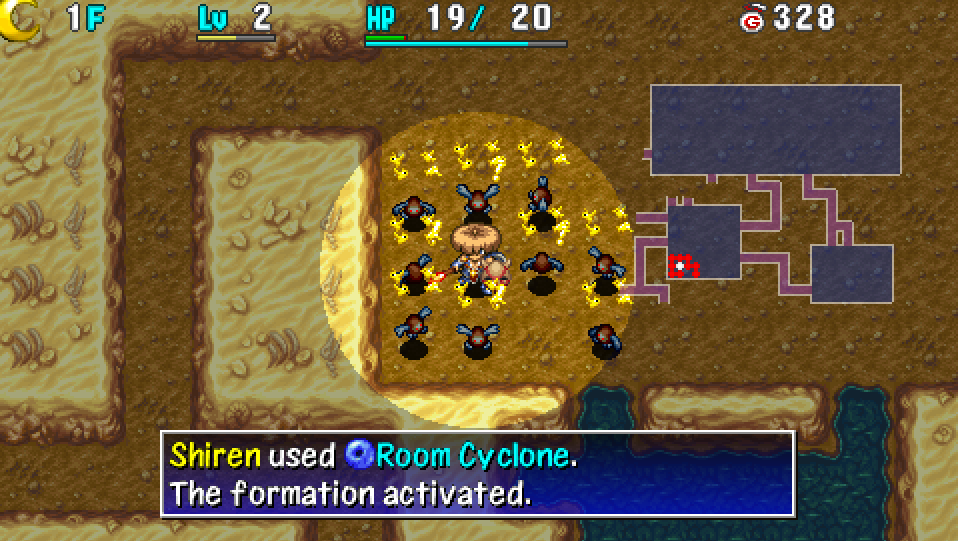 1F Lv 2 HP 19/ 20 G 328
Shiren used Room Cyclone.
The formation activated.